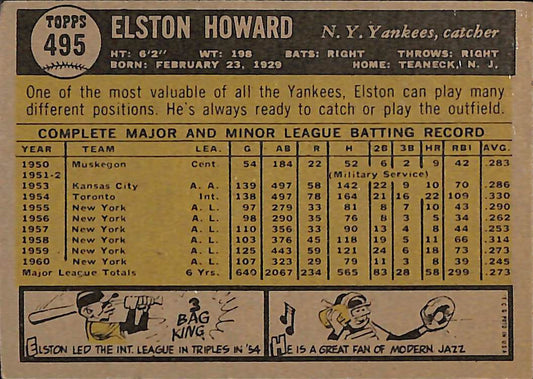 TOPPS
495
ELSTON HOWARD N. Y. Yankees, catcher
HT: 6'2" WT: 198 BATS: RIGHT THROWS: RIGHT
BORN: FEBRUARY 23, 1929 HOME: TEANECK, N. J.
One of the most valuable of all the Yankees, Elston can play many
different positions. He's always ready to catch or play the outfield.
COMPLETE MAJOR AND MINOR LEAGUE BATTING RECORD
YEAR TEAM LEA. G AB R H 2B 3B HR RBI AVG.
1950 Muskegon Cent. 54 184 22 52 6 2 9 42 .283
1951-2 (Military Service)
1953 Kansas City A. A. 139 497 58 142 22 9 10 70 .286
1954 Toronto Int. 138 497 78 164 21 16 22 109 .330
1955 New York A. L. 97 279 33 81 8 7 10 43 .290
1956 New York A. L. 98 290 35 76 8 3 5 34 .262
1957 New York A. L. 110 356 33 90 13 4 8 44 .253
1958 New York A. L. 103 376 45 118 19 5 11 66 .314
1959 New York A. L. 125 443 59 121 24 6 18 73 .273
1960 New York A. L. 107 323 29 79 11 3 6 39 .245
Major League Totals 6 Yrs. 640 2067 234 565 83 28 58 299 .273
3
BAG
KING
ELSTON LED THE INT. LEAGUE IN TRIPLES IN '54
HE IS A GREAT FAN OF MODERN JAZZ
T.C.G. PRTD. IN U.S.A.